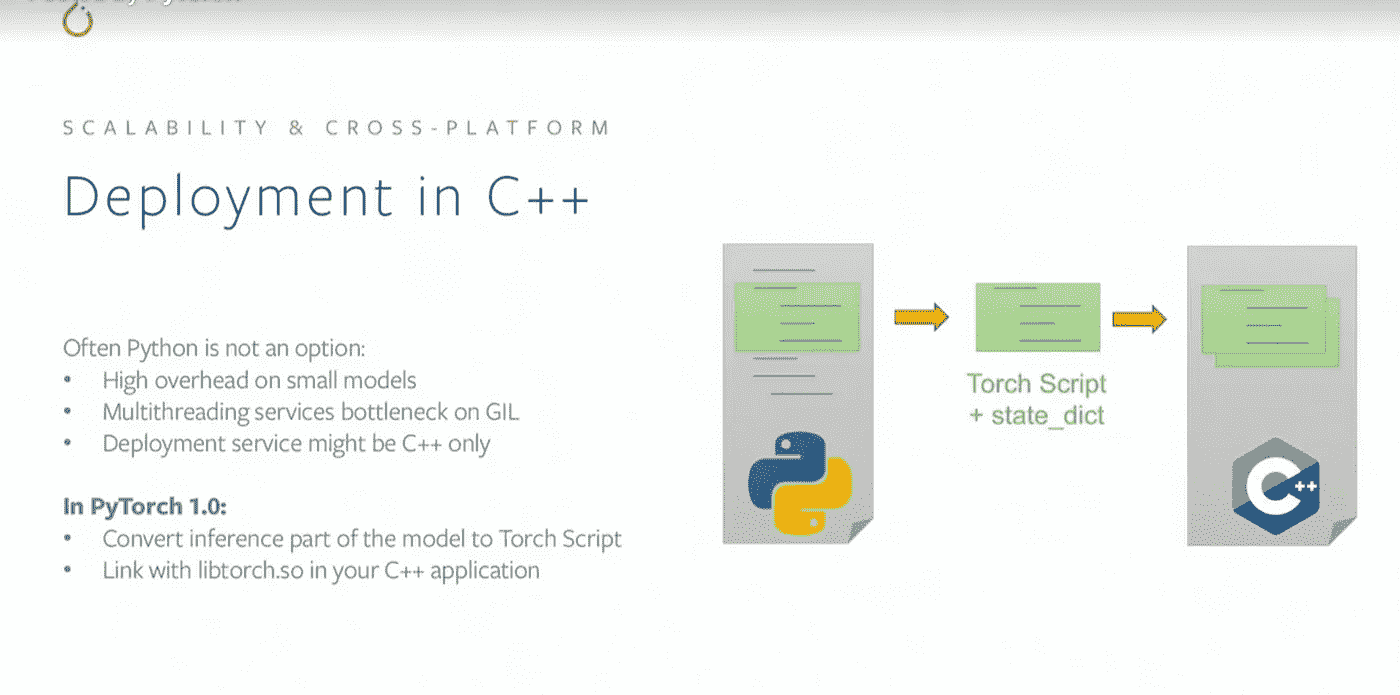 SCALABILITY & CROSS-PLATFORM
Deployment in C++
Often Python is not an option:
• High overhead on small models
• Multithreading services bottleneck on GIL
• Deployment service might be C++ only
In PyTorch 1.0:
• Convert inference part of the model to Torch Script
• Link with libtorch.so in your C++ application
Torch Script
+ state_dict
C++